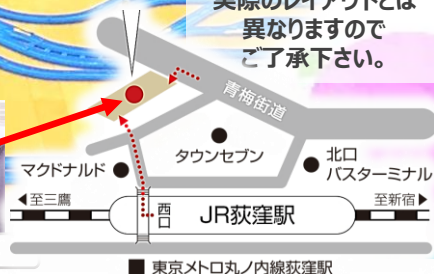 実際のレイアウトとは
異なりますので
ご了承下さい。
青梅街道
タウンセブン
北口
バスターミナル
マクドナルド
◀至三鷹
至新宿▶
西口
JR荻窪駅
東京メトロ丸ノ内線荻窪駅